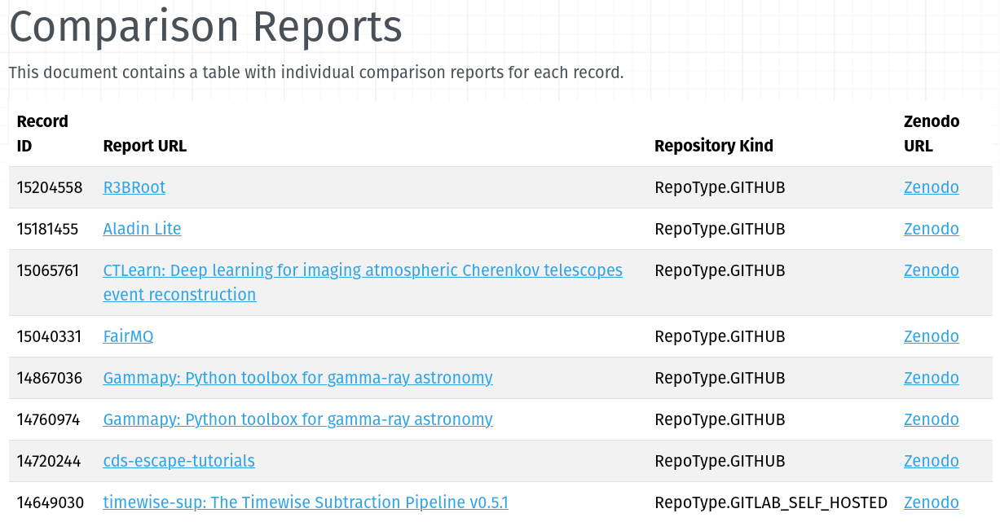 Comparison Reports
This document contains a table with individual comparison reports for each record.
Record ID Report URL Repository Kind Zenodo URL
15204558 R3BRoot RepoType.GITHUB Zenodo
15181455 Aladin Lite RepoType.GITHUB Zenodo
15065761 CTLearn: Deep learning for imaging atmospheric Cherenkov telescopes RepoType.GITHUB Zenodo
event reconstruction
15040331 FairMQ RepoType.GITHUB Zenodo
14867036 Gammapy: Python toolbox for gamma-ray astronomy RepoType.GITHUB Zenodo
14760974 Gammapy: Python toolbox for gamma-ray astronomy RepoType.GITHUB Zenodo
14720244 cds-escape-tutorials RepoType.GITHUB Zenodo
14649030 timewise-sup: The Timewise Subtraction Pipeline v0.5.1 RepoType.GITLAB_SELF_HOSTED Zenodo